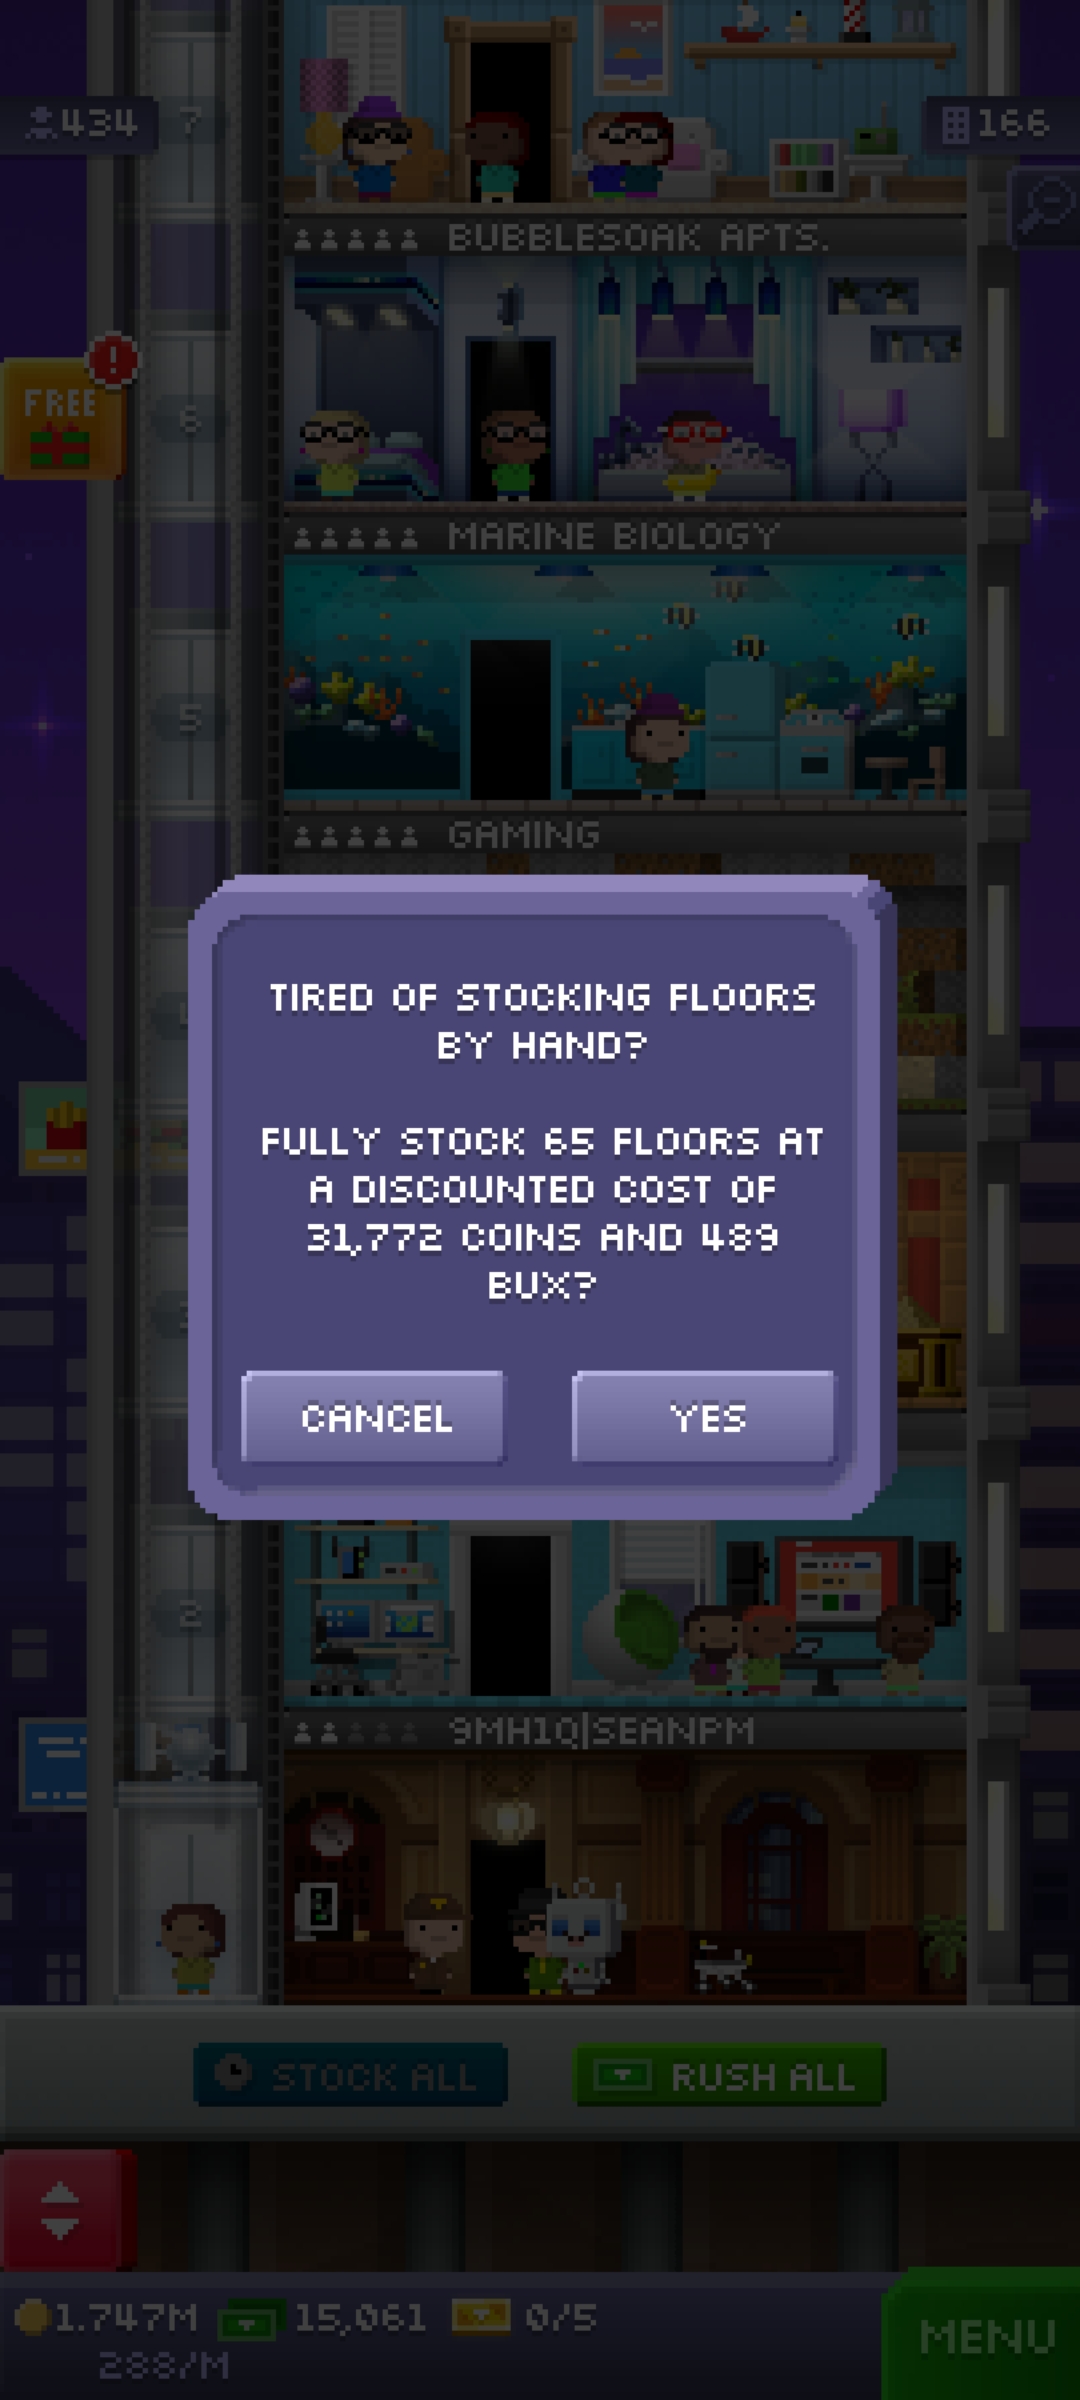 434
7
166
BUBBLESOAK APTS.
FREE
6
MARINE BIOLOGY
5
GAMING
TIRED OF STOCKING FLOORS
BY HAND?
FULLY STOCK 65 FLOORS AT
A DISCOUNTED COST OF
31,772 COINS AND 489
BUX?
CANCEL
YES
2
9MH1Q|SEANPM
STOCK ALL
RUSH ALL
1.747M
15,061
0/5
288/M
MENU